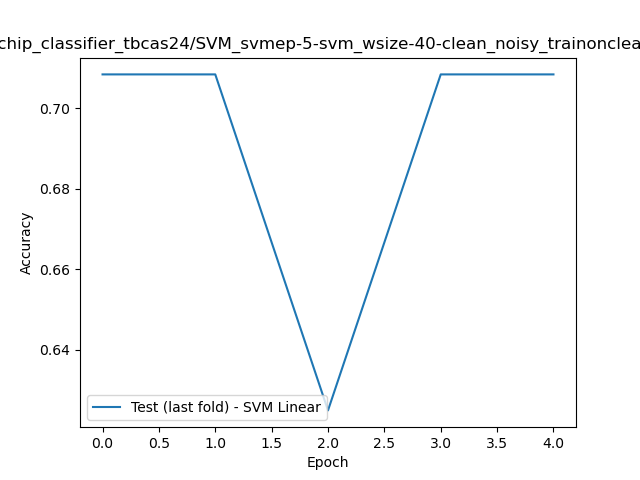 chip_classifier_tbcas24/SVM_svmep-5-svm_wsize-40-clean_noisy_trainonclea
0.70
0.68
0.66
0.64
Accuracy
Test (last fold) - SVM Linear
0.0 0.5 1.0 1.5 2.0 2.5 3.0 3.5 4.0
Epoch